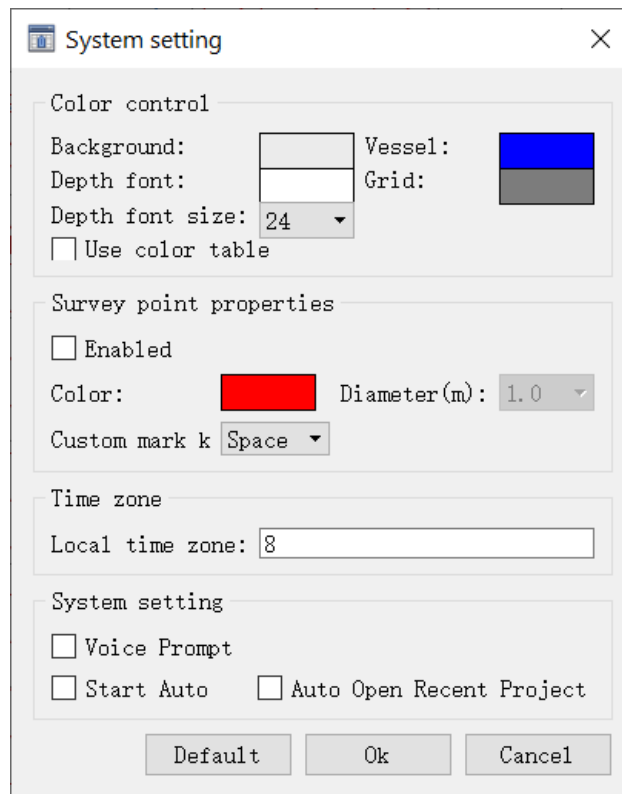 System setting
Color control
Background: Vessel:
Depth font: Grid:
Depth font size: 24
Use color table
Survey point properties
Enabled
Color: Diameter(m): 1.0
Custom mark k Space
Time zone
Local time zone: 8
System setting
Voice Prompt
Start Auto Auto Open Recent Project
Default Ok Cancel